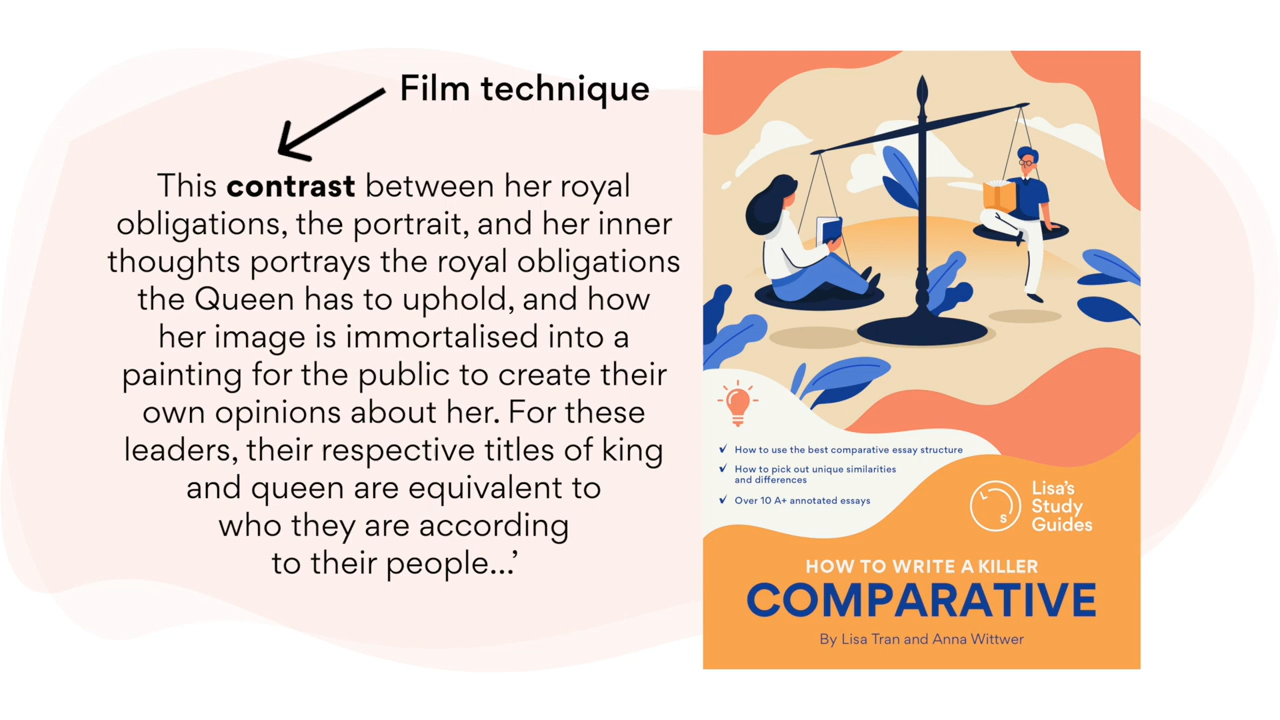 Film technique
This contrast between her royal
obligations, the portrait, and her inner
thoughts portrays the royal obligations
the Queen has to uphold, and how
her image is immortalised into a
painting for the public to create their
own opinions about her. For these
leaders, their respective titles of king
and queen are equivalent to
who they are according
to their people...’
✓ How to use the best comparative essay structure
✓ How to pick out unique similarities
and differences
✓ Over 10 A+ annotated essays
L
S
Lisa's
Study
Guides
HOW TO WRITE A KILLER
COMPARATIVE
By Lisa Tran and Anna Wittwer